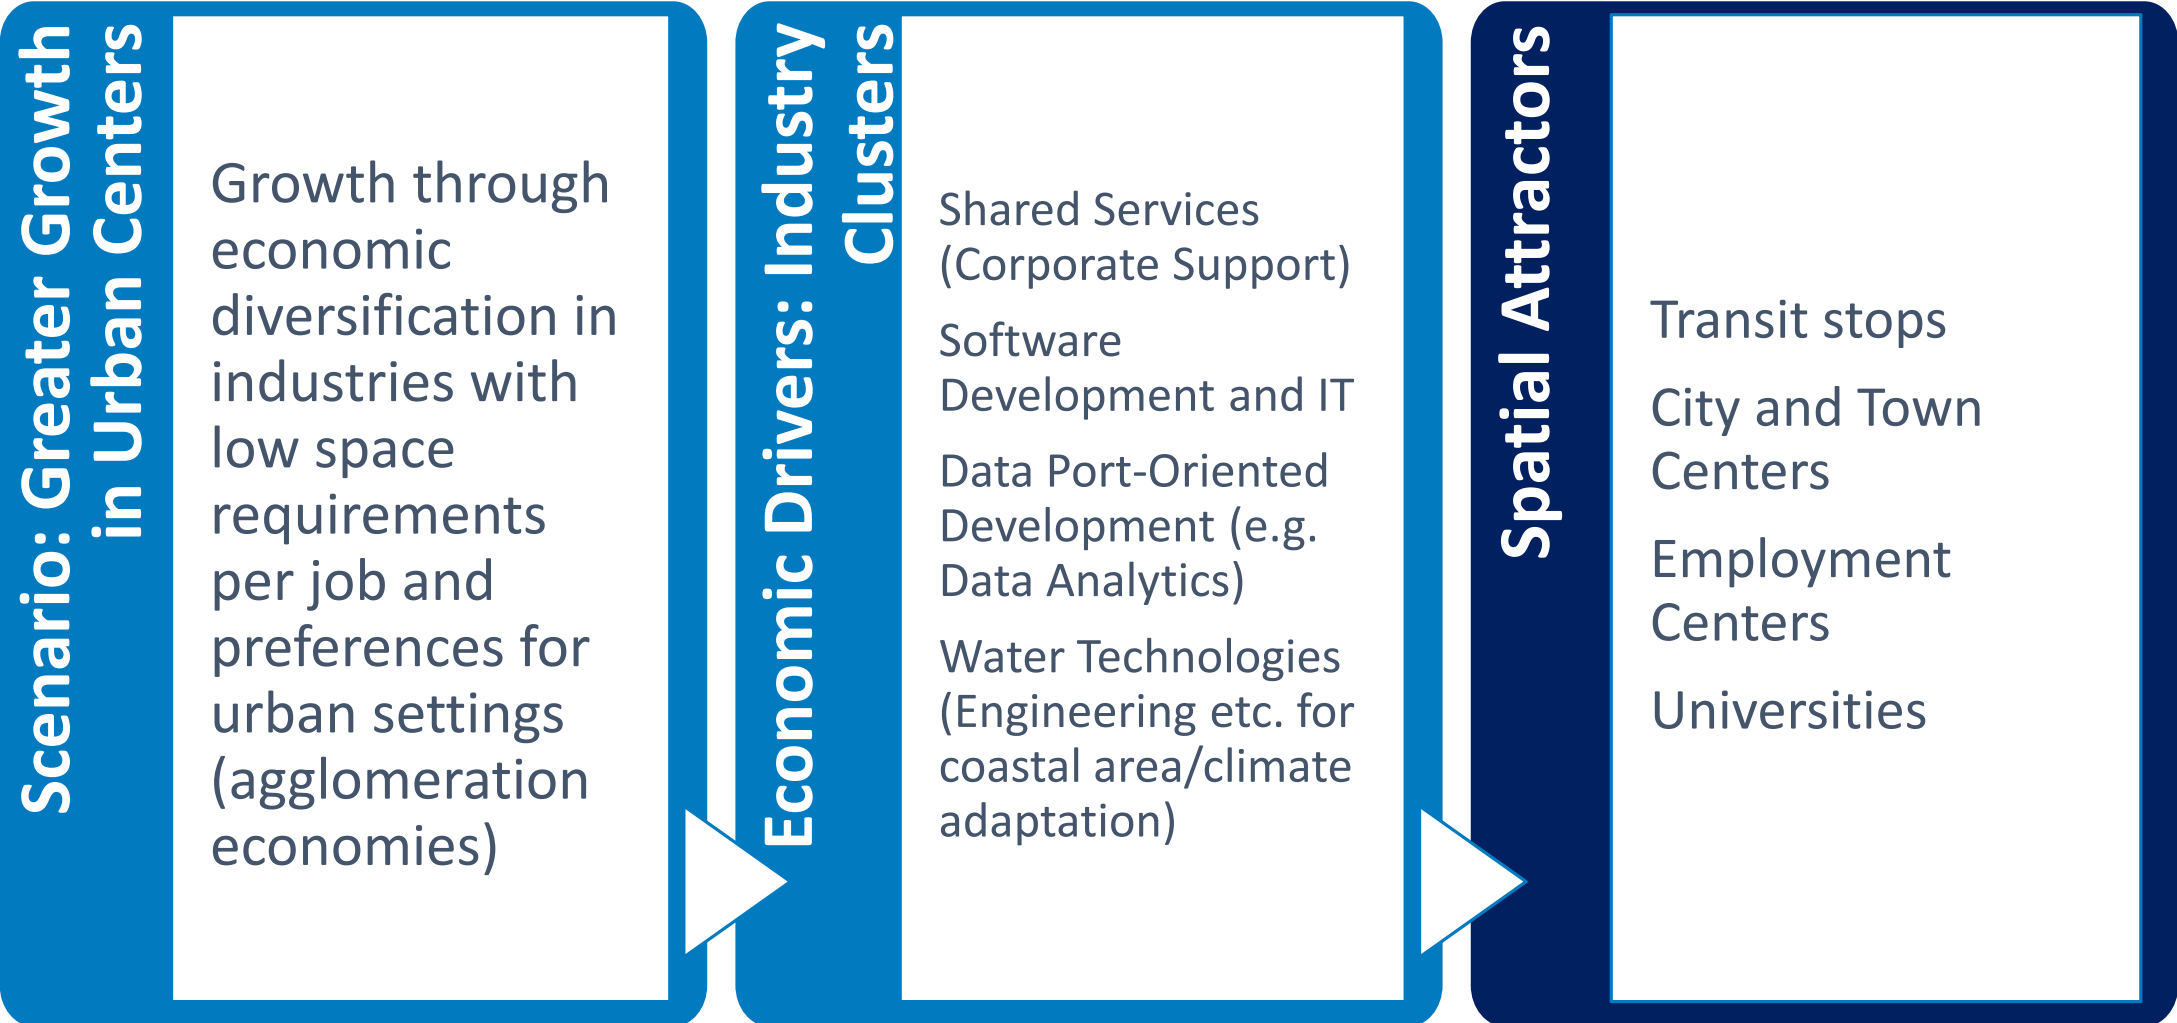 Scenario: Greater Growth
in Urban Centers
Growth through
economic
diversification in
industries with
low space
requirements
per job and
preferences for
urban settings
(agglomeration
economies)
Economic Drivers: Industry
Clusters
Shared Services
(Corporate Support)
Software
Development and IT
Data Port-Oriented
Development (e.g.
Data Analytics)
Water Technologies
(Engineering etc. for
coastal area/climate
adaptation)
Spatial Attractors
Transit stops
City and Town
Centers
Employment
Centers
Universities